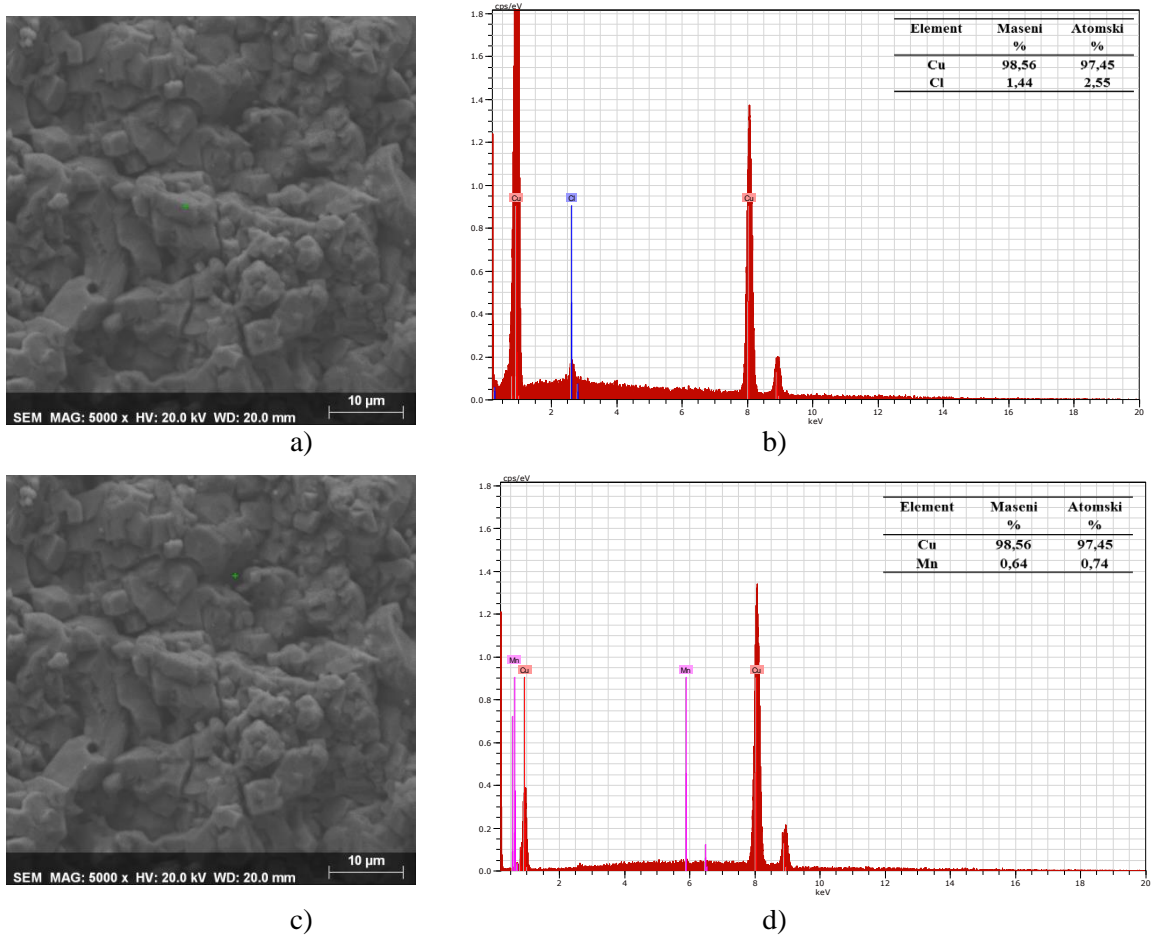 cps/eV
1.8
1.6
1.4
1.2
1.0
0.8
0.6
0.4
0.2
0.0
Element Maseni Atomski
% %
Cu 98,56 97,45
Cl 1,44 2,55
Cu Cl Cu
2 4 6 8 10 12 14 16 18 20
keV
SEM MAG: 5000 x HV: 20.0 kV WD: 20.0 mm 10 µm
a) b)
cps/eV
1.8
1.6
1.4
1.2
1.0
0.8
0.6
0.4
0.2
0.0
Element Maseni Atomski
% %
Cu 98,56 97,45
Mn 0,64 0,74
Mn Cu Mn Cu
2 4 6 8 10 12 14 16 18 20
keV
SEM MAG: 5000 x HV: 20.0 kV WD: 20.0 mm 10 µm
c) d)